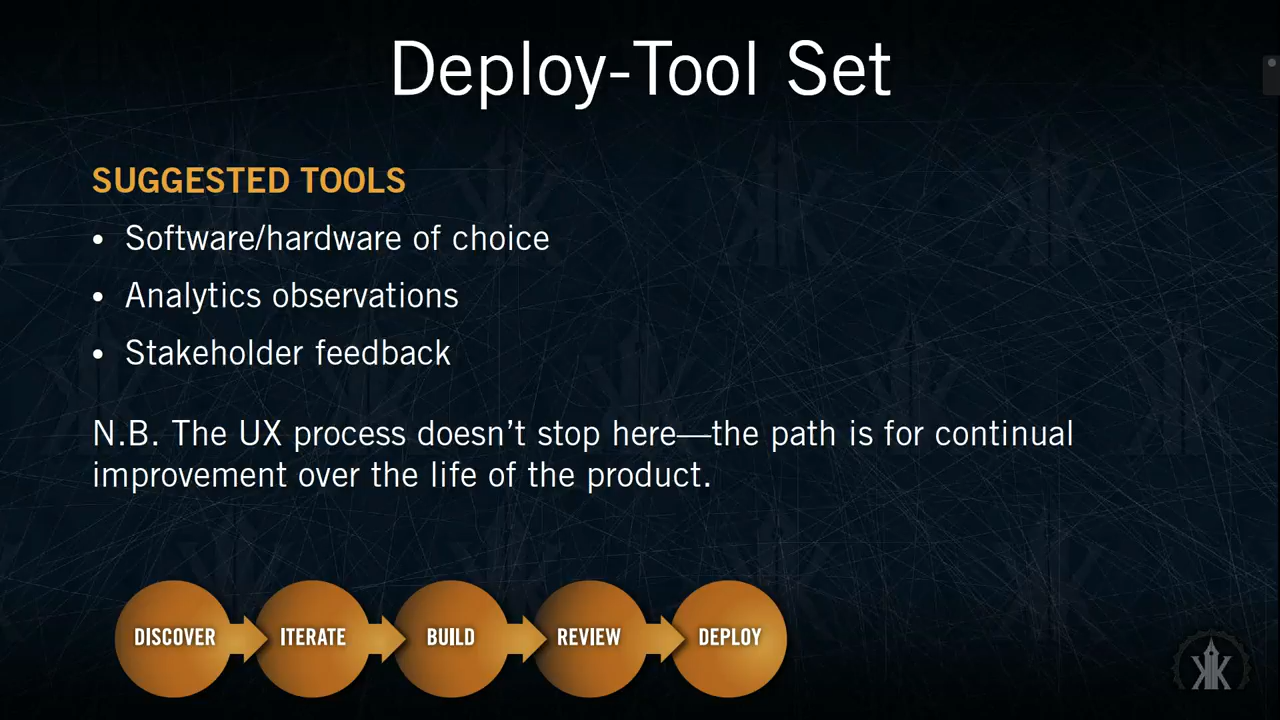 Deploy-Tool Set
SUGGESTED TOOLS
• Software/hardware of choice
• Analytics observations
• Stakeholder feedback
N.B. The UX process doesn’t stop here—the path is for continual
improvement over the life of the product.
DISCOVER ITERATE BUILD REVIEW DEPLOY